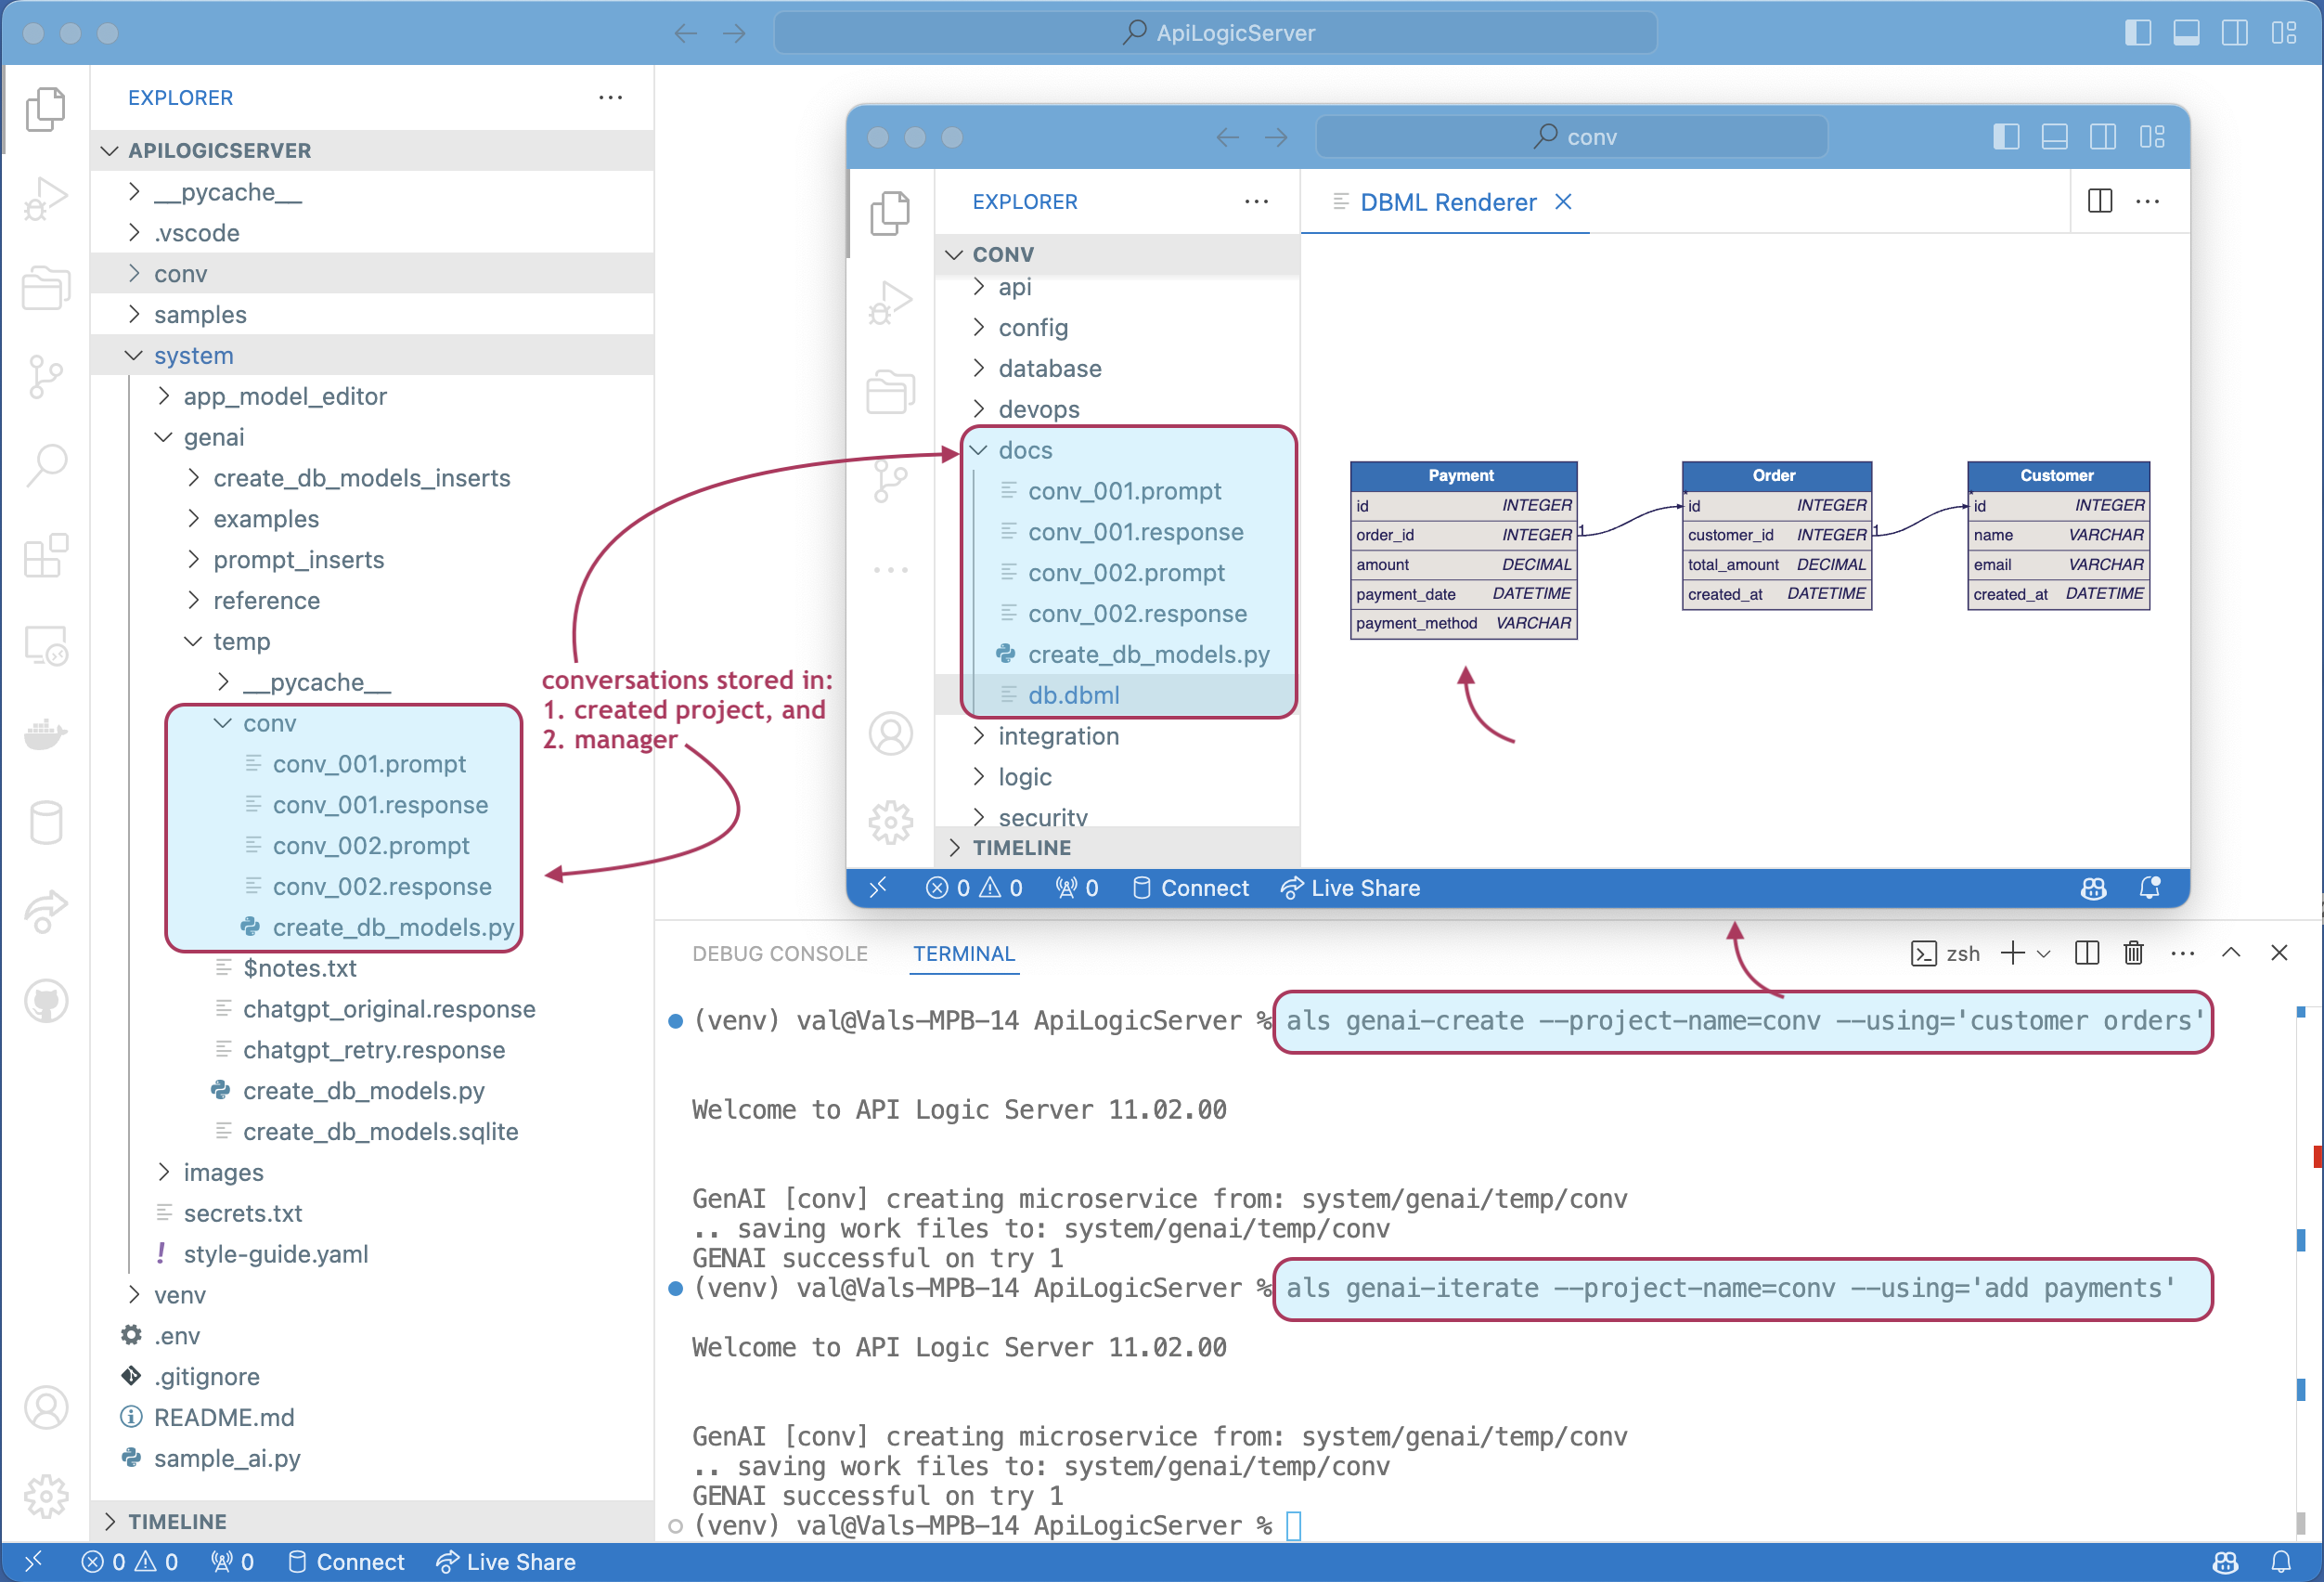 ApiLogicServer
EXPLORER
APILOGICSERVER
__pycache__
.vscode
conv
samples
system
app_model_editor
genai
create_db_models_inserts
examples
prompt_inserts
reference
temp
__pycache__
conv
conv_001.prompt
conv_001.response
conv_002.prompt
conv_002.response
create_db_models.py
$notes.txt
chatgpt_original.response
chatgpt_retry.response
create_db_models.py
create_db_models.sqlite
images
secrets.txt
style-guide.yaml
venv
.env
.gitignore
README.md
sample_ai.py
TIMELINE
conversations stored in:
1. created project, and
2. manager
conv
EXPLORER
CONV
api
config
database
devops
docs
conv_001.prompt
conv_001.response
conv_002.prompt
conv_002.response
create_db_models.py
db.dbml
integration
logic
security
TIMELINE
DBML Renderer
Payment
id INTEGER
order_id INTEGER
amount DECIMAL
payment_date DATETIME
payment_method VARCHAR
1
Order
id INTEGER
customer_id INTEGER
total_amount DECIMAL
created_at DATETIME
1
Customer
id INTEGER
name VARCHAR
email VARCHAR
created_at DATETIME
0 0 0 Connect Live Share
DEBUG CONSOLE TERMINAL zsh
(venv) val@Vals-MPB-14 ApiLogicServer % als genai-create --project-name=conv --using='customer orders'
Welcome to API Logic Server 11.02.00
GenAI [conv] creating microservice from: system/genai/temp/conv
.. saving work files to: system/genai/temp/conv
GENAI successful on try 1
(venv) val@Vals-MPB-14 ApiLogicServer % als genai-iterate --project-name=conv --using='add payments'
Welcome to API Logic Server 11.02.00
GenAI [conv] creating microservice from: system/genai/temp/conv
.. saving work files to: system/genai/temp/conv
GENAI successful on try 1
(venv) val@Vals-MPB-14 ApiLogicServer %
0 0 0 Connect Live Share